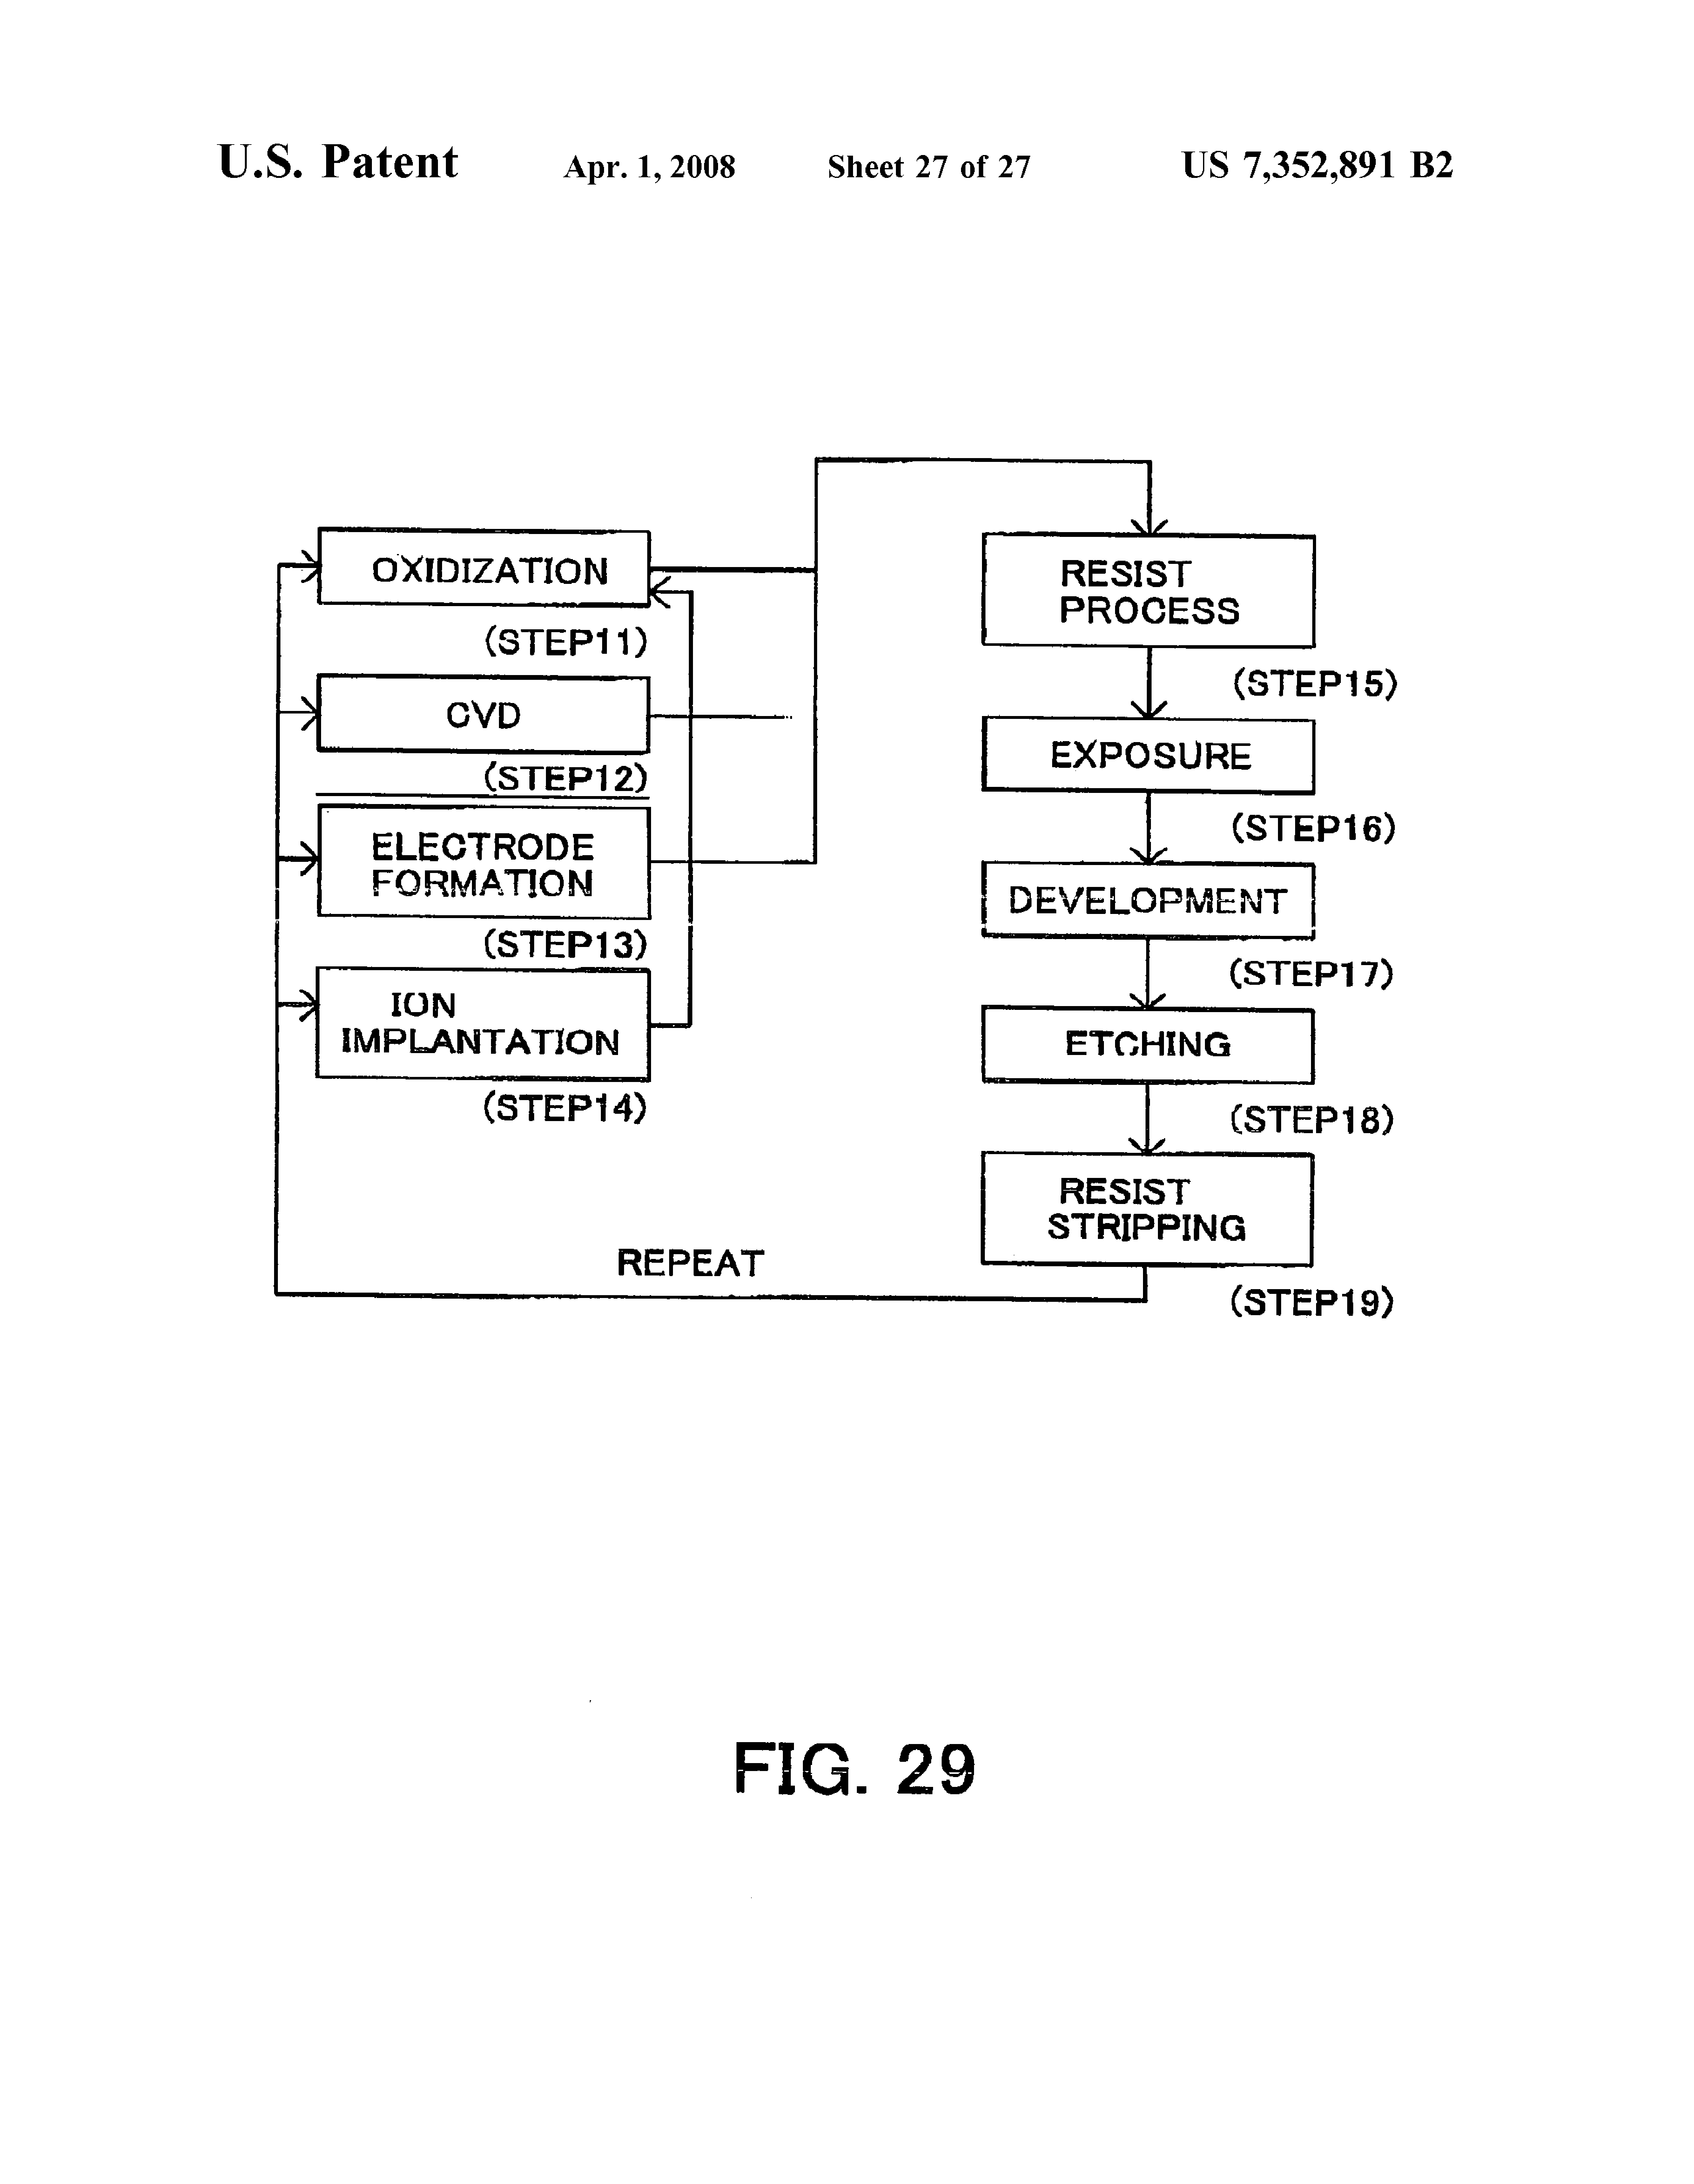 U.S. Patent Apr. 1, 2008 Sheet 27 of 27 US 7,352,891 B2
OXIDIZATION
(STEP11)
CVD
(STEP12)
ELECTRODE
FORMATION
(STEP13)
ION
IMPLANTATION
(STEP14)
RESIST
PROCESS
(STEP15)
EXPOSURE
(STEP16)
DEVELOPMENT
(STEP17)
ETCHING
(STEP18)
RESIST
STRIPPING
(STEP19)
REPEAT
FIG. 29